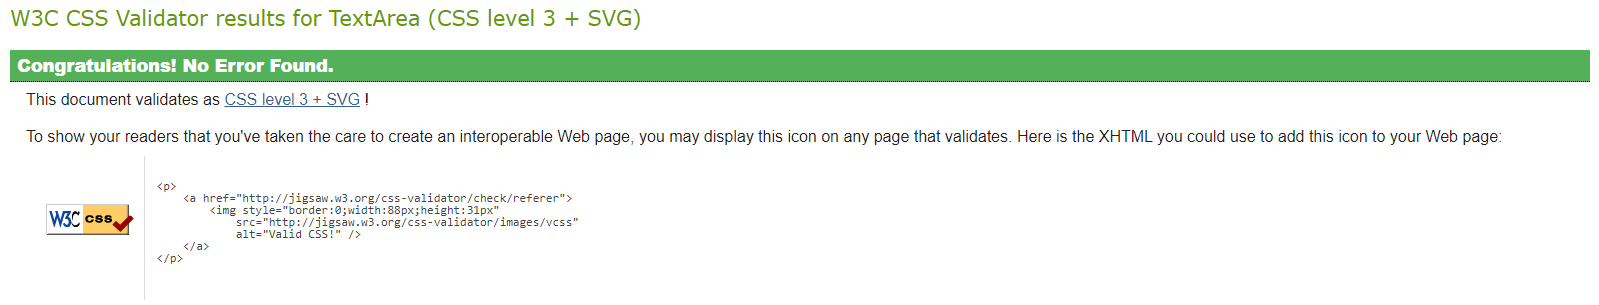 W3C CSS Validator results for TextArea (CSS level 3 + SVG)
Congratulations! No Error Found.
This document validates as CSS level 3 + SVG !
To show your readers that you've taken the care to create an interoperable Web page, you may display this icon on any page that validates. Here is the XHTML you could use to add this icon to your Web page:
W3C css
<p>
    <a href="http://jigsaw.w3.org/css-validator/check/referer">
        <img style="border:0;width:88px;height:31px"
            src="http://jigsaw.w3.org/css-validator/images/vcss"
            alt="Valid CSS!" />
    </a>
</p>